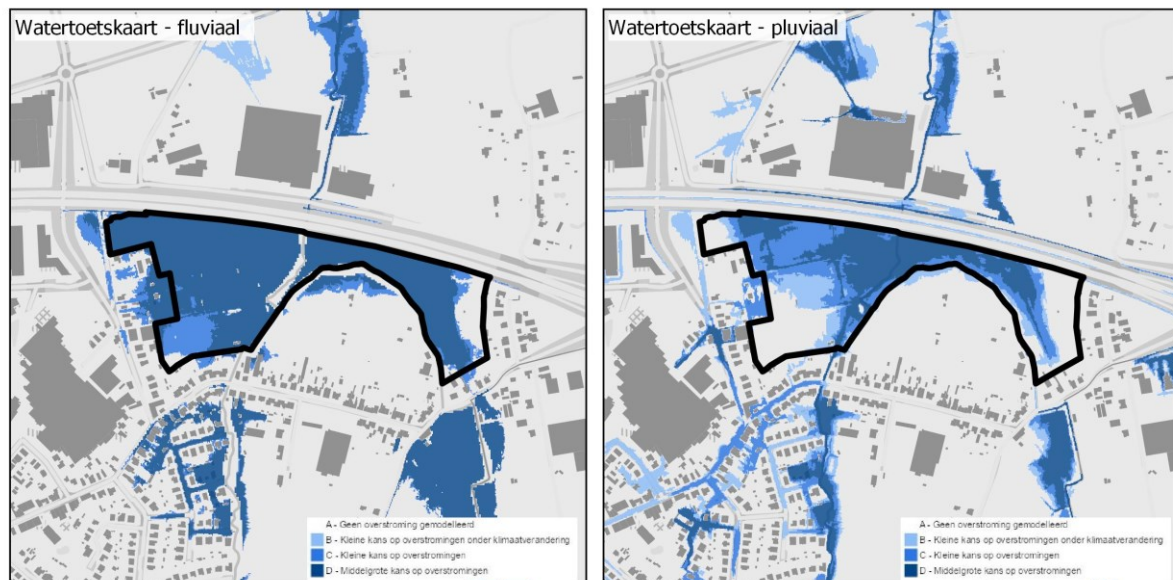 Watertoetskaart - fluviaal
A - Geen overstroming gemodelleerd
B - Kleine kans op overstromingen onder klimaatverandering
C - Kleine kans op overstromingen
D - Middelgrote kans op overstromingen
Watertoetskaart - pluviaal
A - Geen overstroming gemodelleerd
B - Kleine kans op overstromingen onder klimaatverandering
C - Kleine kans op overstromingen
D - Middelgrote kans op overstromingen